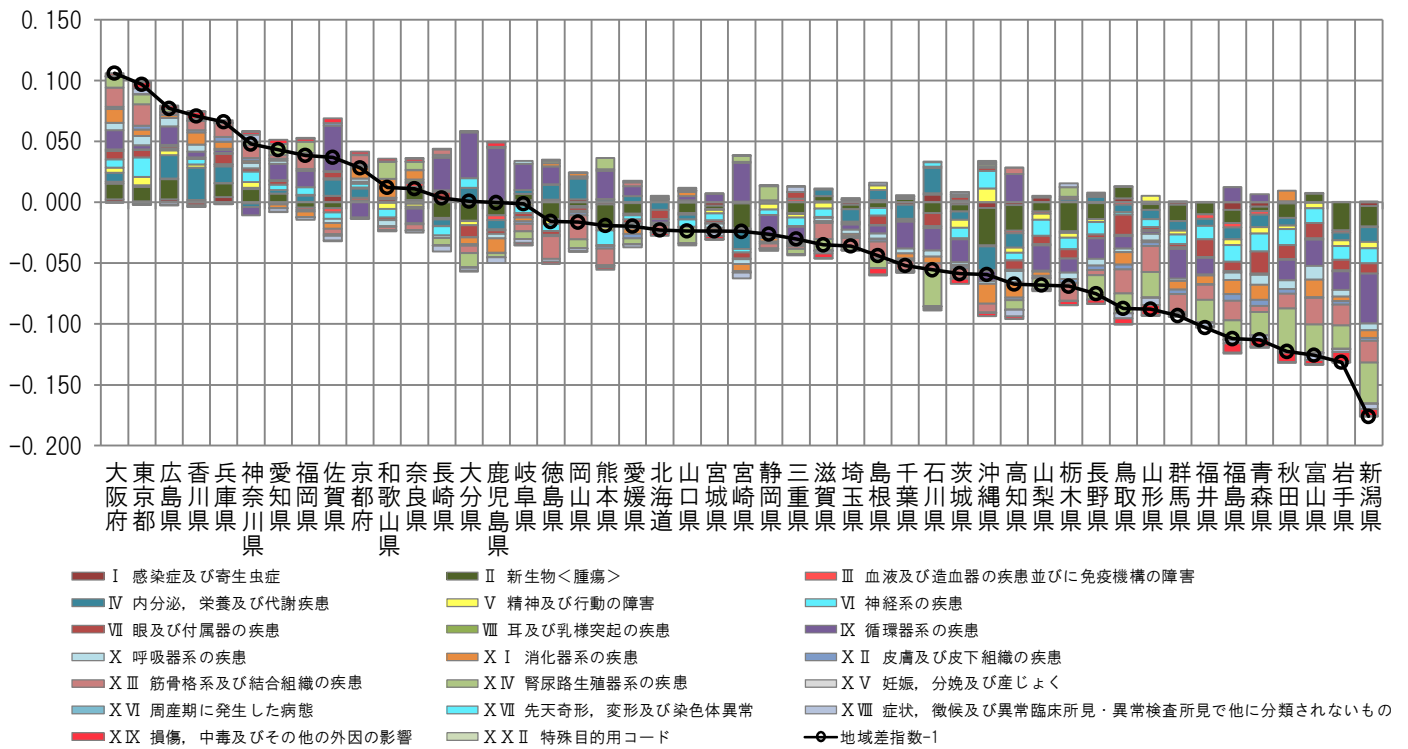 0.150
0.100
0.050
0.000
-0.050
-0.100
-0.150
-0.200
大阪府
東京都
広島県
香川県
兵庫県
神奈川県
愛知県
福岡県
佐賀県
京都府
和歌山県
奈良県
長崎県
大分県
鹿児島県
岐阜県
徳島県
岡山県
熊本県
愛媛県
北海道
山口県
宮城県
宮崎県
静岡県
三重県
滋賀県
埼玉県
島根県
千葉県
石川県
茨城県
沖縄県
高知県
山梨県
栃木県
長野県
鳥取県
山形県
群馬県
福井県
福島県
青森県
秋田県
富山県
岩手県
新潟県
Ⅰ 感染症及び寄生虫症
Ⅱ 新生物＜腫瘍＞
Ⅲ 血液及び造血器の疾患並びに免疫機構の障害
Ⅳ 内分泌，栄養及び代謝疾患
Ⅴ 精神及び行動の障害
Ⅵ 神経系の疾患
Ⅶ 眼及び付属器の疾患
Ⅷ 耳及び乳様突起の疾患
Ⅸ 循環器系の疾患
Ⅹ 呼吸器系の疾患
ⅩⅠ 消化器系の疾患
ⅩⅡ 皮膚及び皮下組織の疾患
ⅩⅢ 筋骨格系及び結合組織の疾患
ⅩⅣ 腎尿路生殖器系の疾患
ⅩⅤ 妊娠，分娩及び産じょく
ⅩⅥ 周産期に発生した病態
ⅩⅦ 先天奇形，変形及び染色体異常
ⅩⅧ 症状，徴候及び異常臨床所見・異常検査所見で他に分類されないもの
ⅩⅨ 損傷，中毒及びその他の外因の影響
ⅩⅩⅡ 特殊目的用コード
地域差指数-1